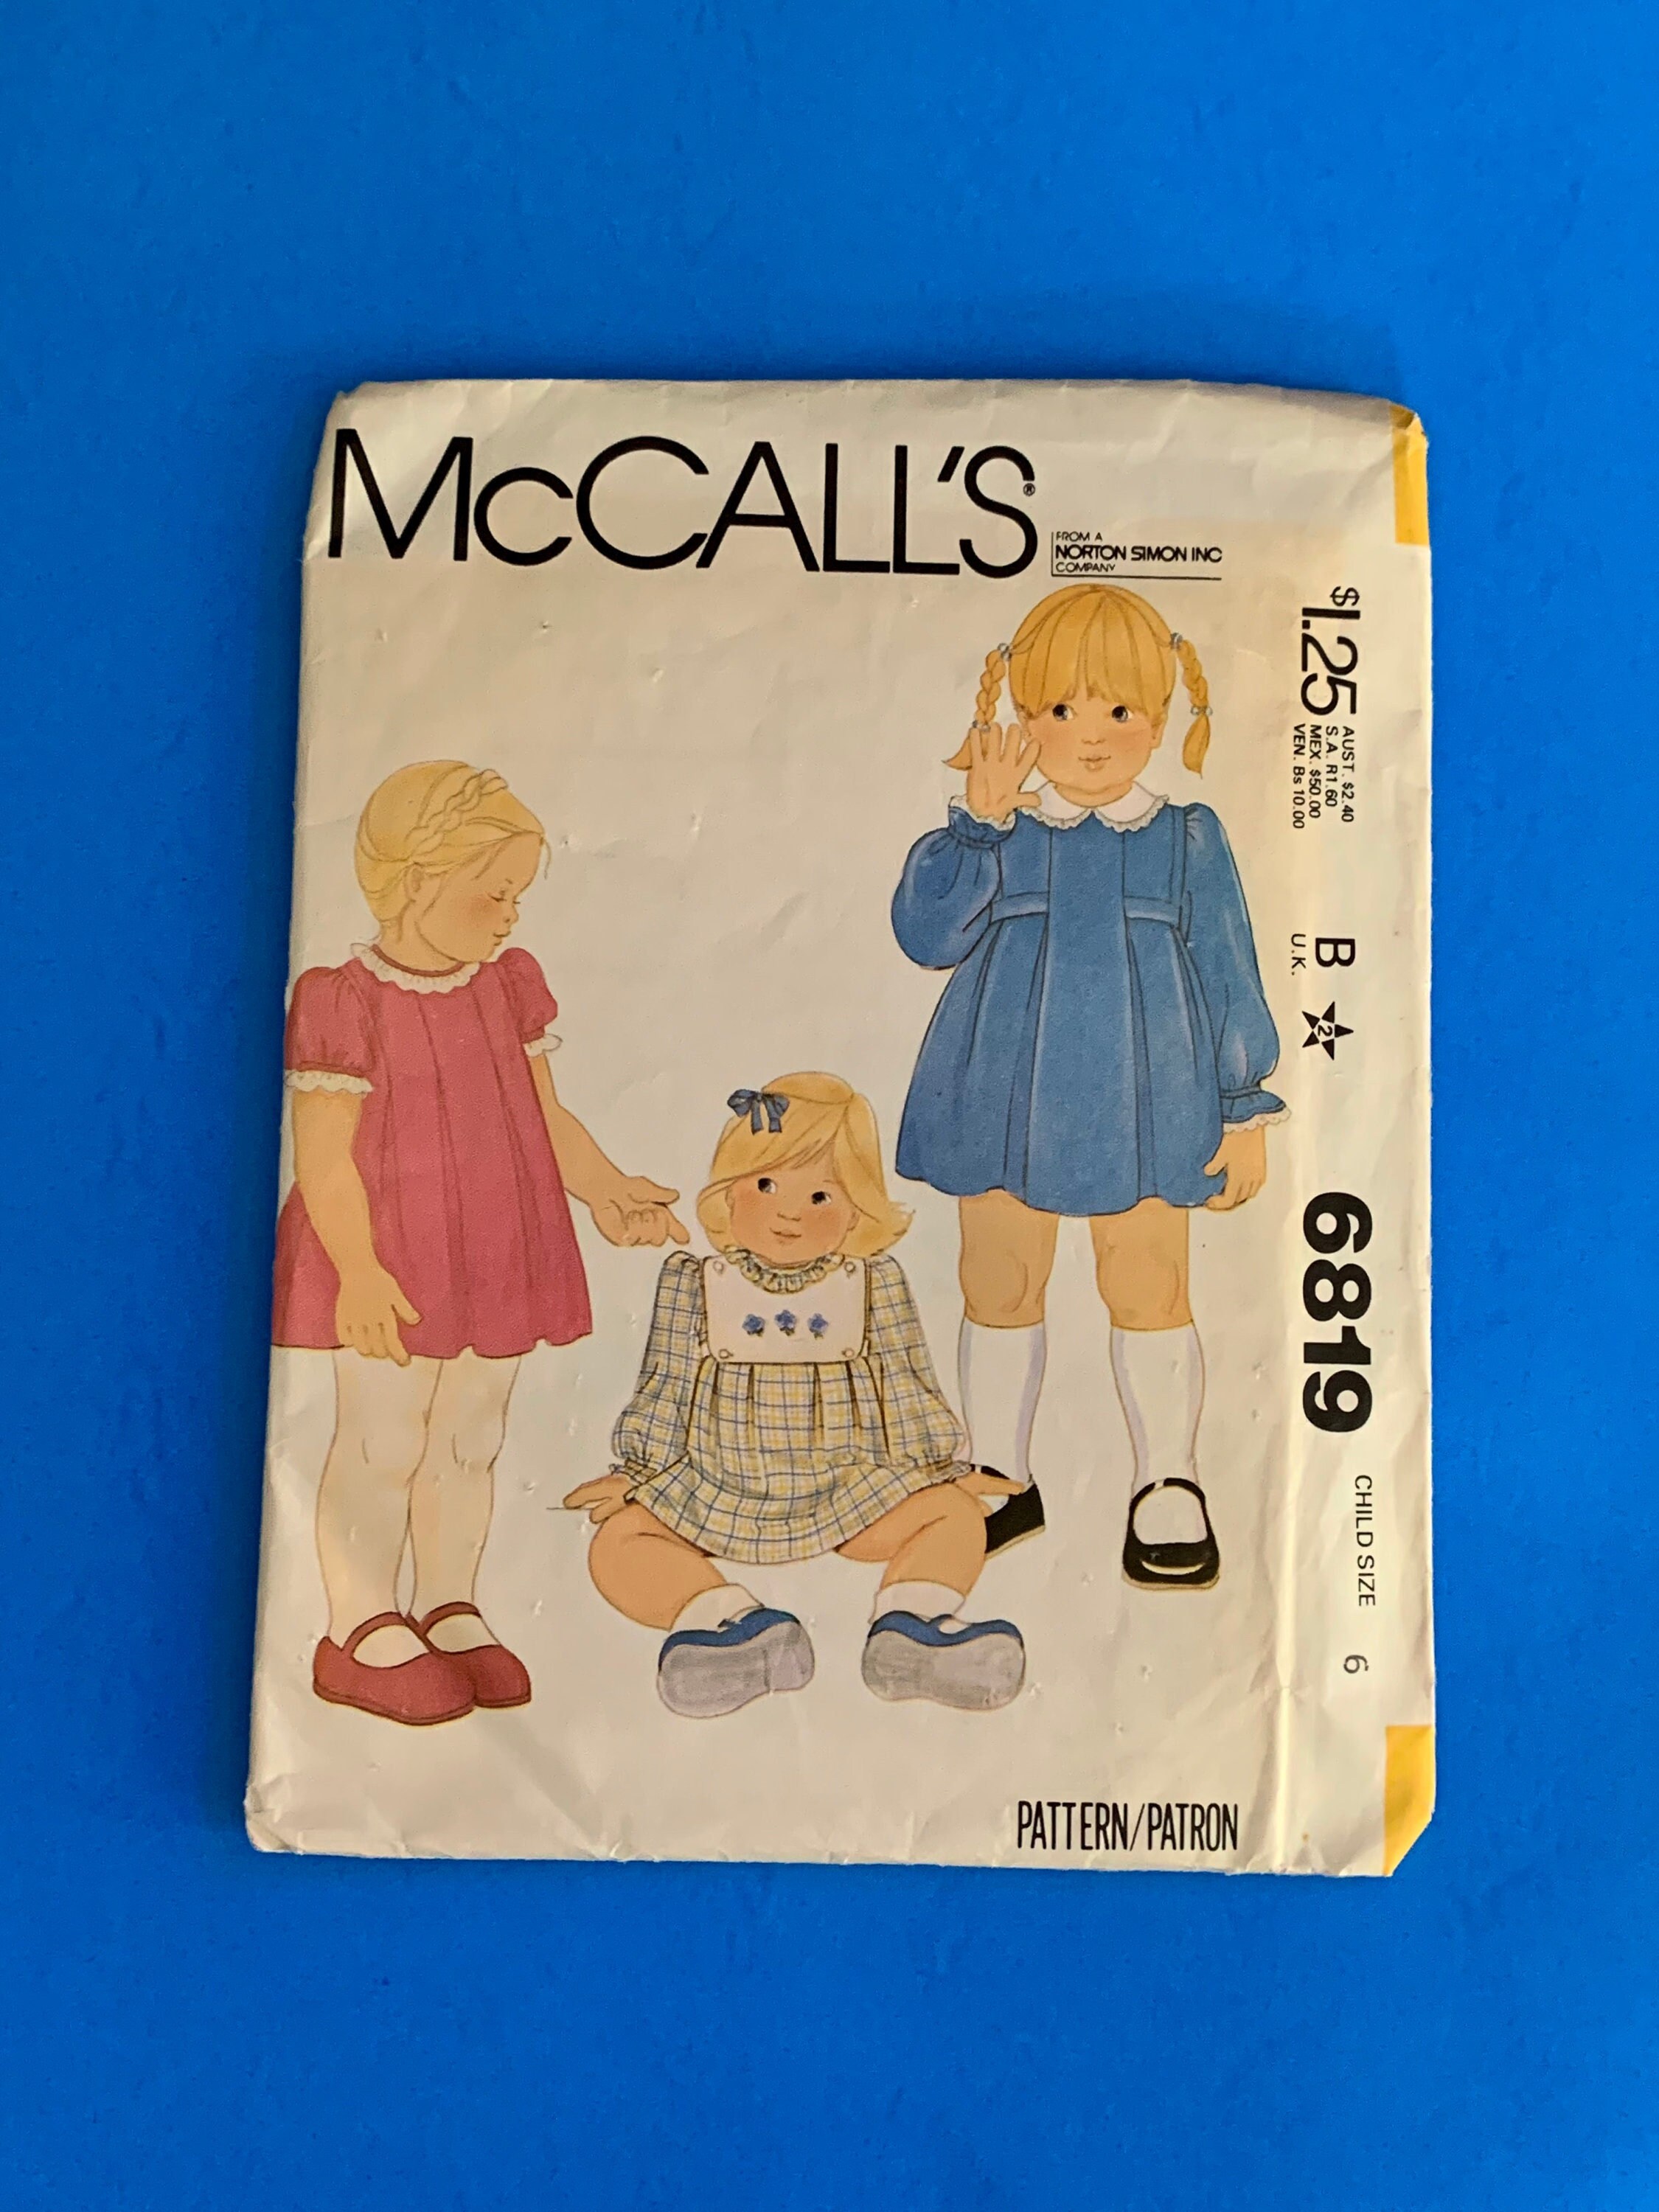 McCALL'S®
FROM A
NORTON SIMON INC
COMPANY
$1.25
AUST. $2.40
S.A. R1.60
MEX. $50.00
VEN. Bs 10.00
B
U.K.
2
6819
CHILD SIZE 6
PATTERN/PATRON